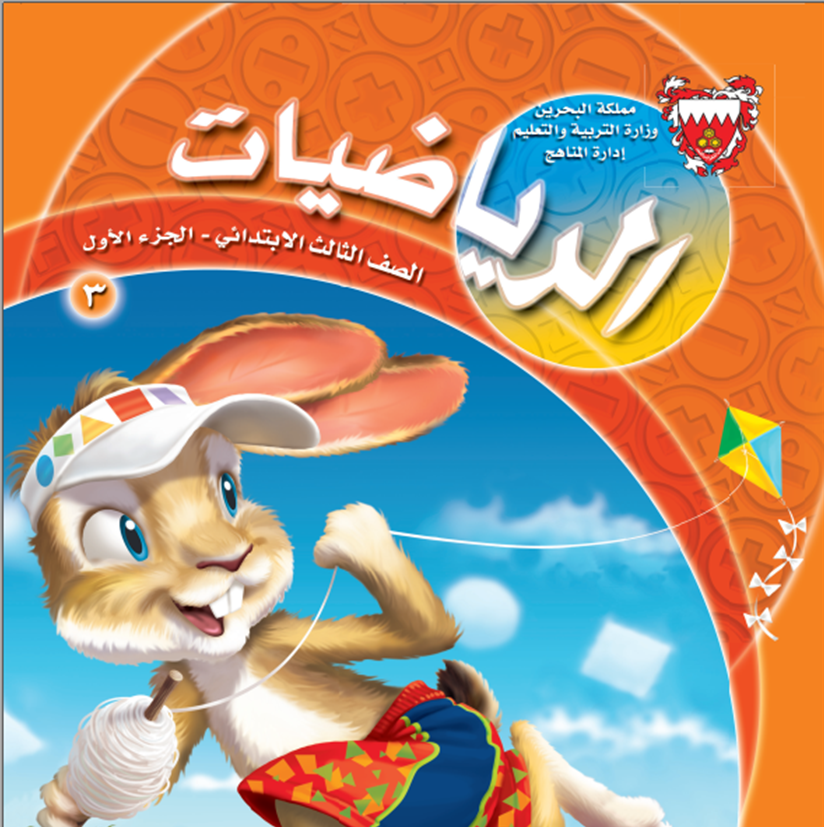 مملكة البحرين
وزارة التربية والتعليم
إدارة المناهج
الرياضيات
الصف الثالث الابتدائي - الجزء الأول
٣